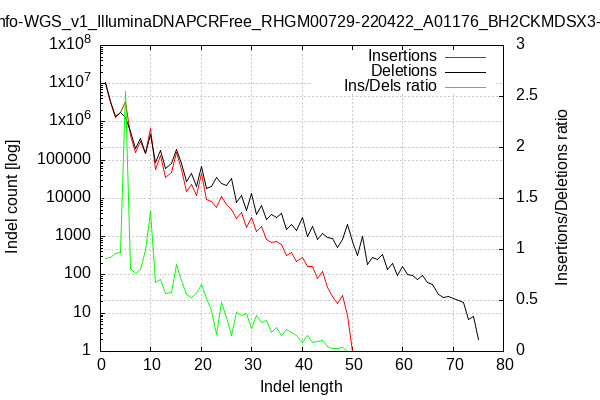 nfo-WGS_v1_IlluminaDNAPCRFree_RHGM00729-220422_A01176_BH2CKMDSX3-
Insertions
Deletions
Ins/Dels ratio
1x10^8
1x10^7
1x10^6
100000
10000
1000
100
10
1
3
2.5
2
1.5
1
0.5
0
0 10 20 30 40 50 60 70 80
Indel count [log]
Insertions/Deletions ratio
Indel length